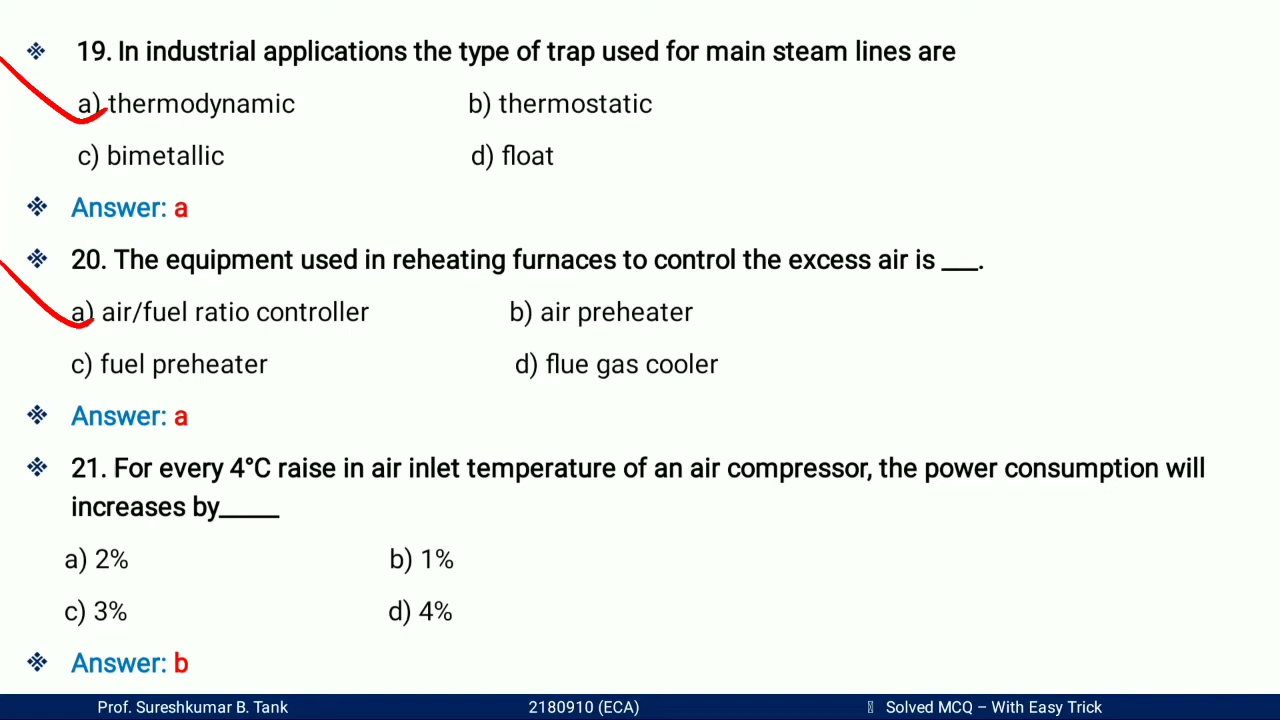 19. In industrial applications the type of trap used for main steam lines are
a) thermodynamic b) thermostatic
c) bimetallic d) float
Answer: a
20. The equipment used in reheating furnaces to control the excess air is ___.
a) air/fuel ratio controller b) air preheater
c) fuel preheater d) flue gas cooler
Answer: a
21. For every 4°C raise in air inlet temperature of an air compressor, the power consumption will
increases by_____
a) 2% b) 1%
c) 3% d) 4%
Answer: b
Prof. Sureshkumar B. Tank 2180910 (ECA) Solved MCQ – With Easy Trick